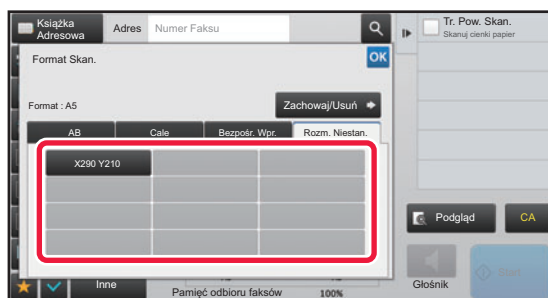 Książka
Adresowa
Adres
Numer Faksu
Tr. Pow. Skan.
Skanuj cienki papier
Format Skan.
OK
Format : A5
Zachowaj/Usuń
AB
Cale
Bezpośr. Wpr.
Rozm. Niestan.
X290 Y210
Podgląd
CA
Inne
Pamięć odbioru faksów
100%
Głośnik
Start